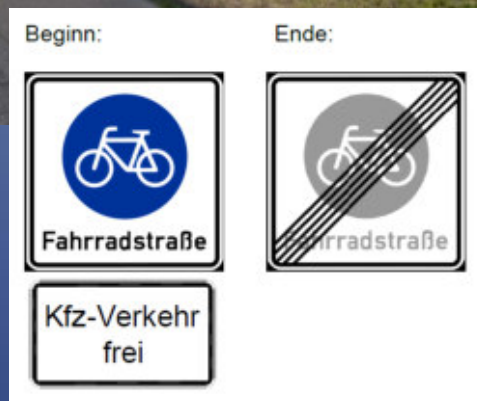 Beginn:
Ende:
Fahrradstraße
Fahrradstraße
Kfz-Verkehr
frei